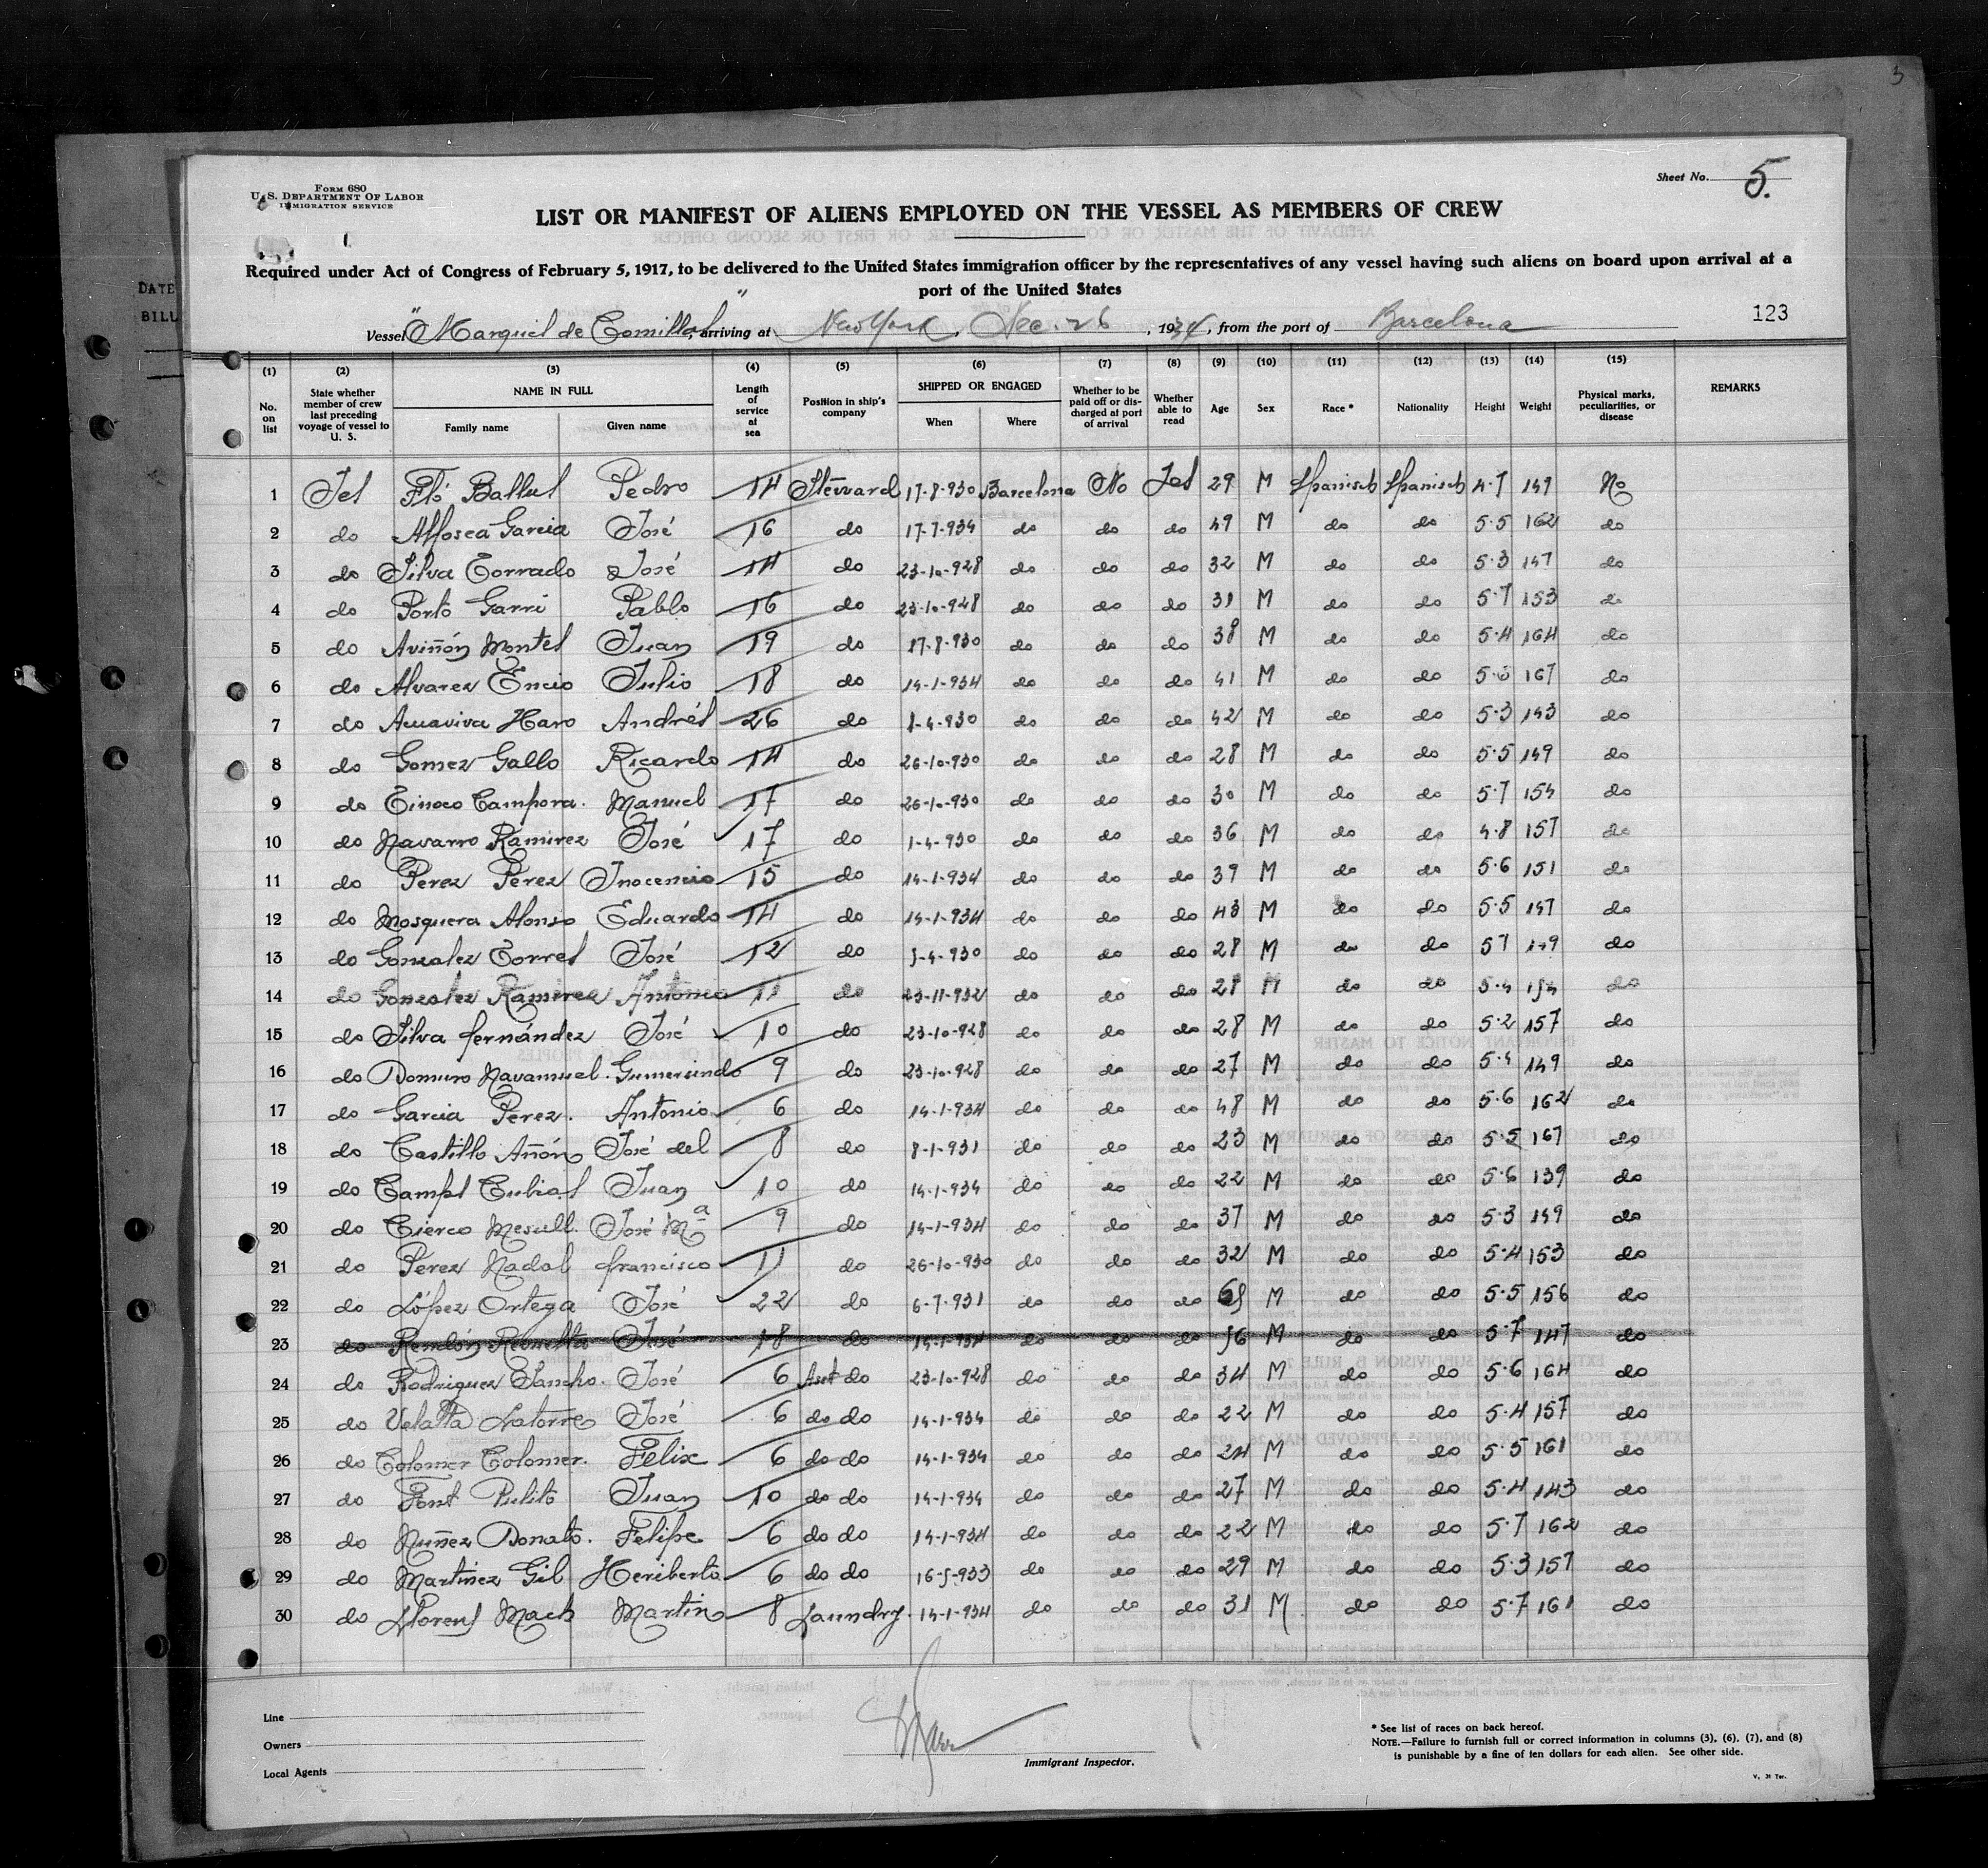 3
Form 680
U. S. DEPARTMENT OF LABOR
IMMIGRATION SERVICE
Sheet No. 5.
LIST OR MANIFEST OF ALIENS EMPLOYED ON THE VESSEL AS MEMBERS OF CREW
Required under Act of Congress of February 5, 1917, to be delivered to the United States immigration officer by the representatives of any vessel having such aliens on board upon arrival at a
port of the United States
DATE
BILL
123
Vessel "Marques de Comillas", arriving at New York, Dec. 26, 1934, from the port of Barcelona
(1) (2) (3) (4) (5) (6) (7) (8) (9) (10) (11) (12) (13) (14) (15)
No. on list State whether member of crew last preceding voyage of vessel to U. S. NAME IN FULL Family name Given name Length of service at sea Position in ship's company SHIPPED OR ENGAGED When Where Whether to be paid off or discharged at port of arrival Whether able to read Age Sex Race * Nationality Height Weight Physical marks, peculiarities, or disease REMARKS
1 Yes Fló Ballus Pedro 14 Steward 17-8-930 Barcelona No Yes 29 M Spanish Spanish 4-7 149 No
2 do Alfosea Garcia José 16 do 17-7-934 do do do 49 M do do 5-5 162 do
3 do Silva Torrado José 14 do 23-10-928 do do do 32 M do do 5-3 147 do
4 do Porto Garri Pablo 16 do 23-10-928 do do do 31 M do do 5-7 153 do
5 do Aviñón Montes Juan 19 do 17-8-930 do do do 38 M do do 5-4 164 do
6 do Alvarez Julio 18 do 14-1-934 do do do 41 M do do 167 do
7 do Haro Andrés 26 do 1-4-930 do do do 42 M do do 5-3 143 do
8 do Gomez Gallo Ricardo 14 do 26-10-930 do do do 28 M do do 5-5 149 do
9 do Tinoco Campora. Manuel 17 do 26-10-930 do do do 30 M do do 5-7 154 do
10 do Navarro Ramirez José 17 do 1-4-930 do do do 36 M do do 4-8 157 do
11 do Perez Perez Inocencio 15 do 14-1-934 do do do 39 M do do 5-6 151 do
12 do Mosquera Alonso Eduardo 14 do 14-1-934 do do do 43 M do do 5-5 147 do
13 do Gonzalez Torres José 12 do 1-4-930 do do do 28 M do do 57 149 do
14 do Gonzalez Ramirez Antonio 11 do 23-11-932 do do do 28 M do do 5-4 154 do
15 do Silva fernández José 10 do 23-10-928 do do do 28 M do do 5-2 157 do
16 do Gumersindo 9 do 23-10-928 do do do 27 M do do 5-4 149 do
17 do Garcia Perez. Antonio 6 do 14-1-934 do do do 48 M do do 5-6 162 do
18 do Castillo Añón José del 8 do 8-1-931 do do do 23 M do do 5-5 167 do
19 do Camps Cubias Juan 10 do 14-1-934 do do do 22 M do do 5-6 139 do
20 do Cierco José Mª 9 do 14-1-934 do do do 37 M do do 5-3 149 do
21 do Perez Nadal francisco 11 do 26-10-930 do do do 32 M do do 5-4 153 do
22 do López Ortega José 22 do 6-7-931 do do do M do do 5-5 156 do
23 do Rendón José 18 do 14-1-934 do do do 56 M do do 5-7 147 do
24 do Rodriguez Sancho. José 6 Asst do 23-10-928 do do do 34 M do do 5-6 164 do
25 do Velatta Latorre José 6 do do 14-1-934 do do do 22 M do do 5-4 157 do
26 do Colomer Colomer. Felix 6 do do 14-1-934 do do do 24 M do do 5-5 161 do
27 do Font Pulito Juan 10 do do 14-1-934 do do do 27 M do do 5-4 143 do
28 do Nuñez Donato. Felipe 6 do do 14-1-934 do do do 22 M do do 5-7 162 do
29 do Martinez Gil Heriberto 6 do do 16-5-933 do do do 29 M do do 5-3 157 do
30 do Llorens Mach Martin 8 Laundry. 14-1-934 do do do 31 M do do 5-7 161 do
Line
Owners
Local Agents
Immigrant Inspector.
* See list of races on back hereof.
NOTE.—Failure to furnish full or correct information in columns (3), (6), (7), and (8)
is punishable by a fine of ten dollars for each alien. See other side.